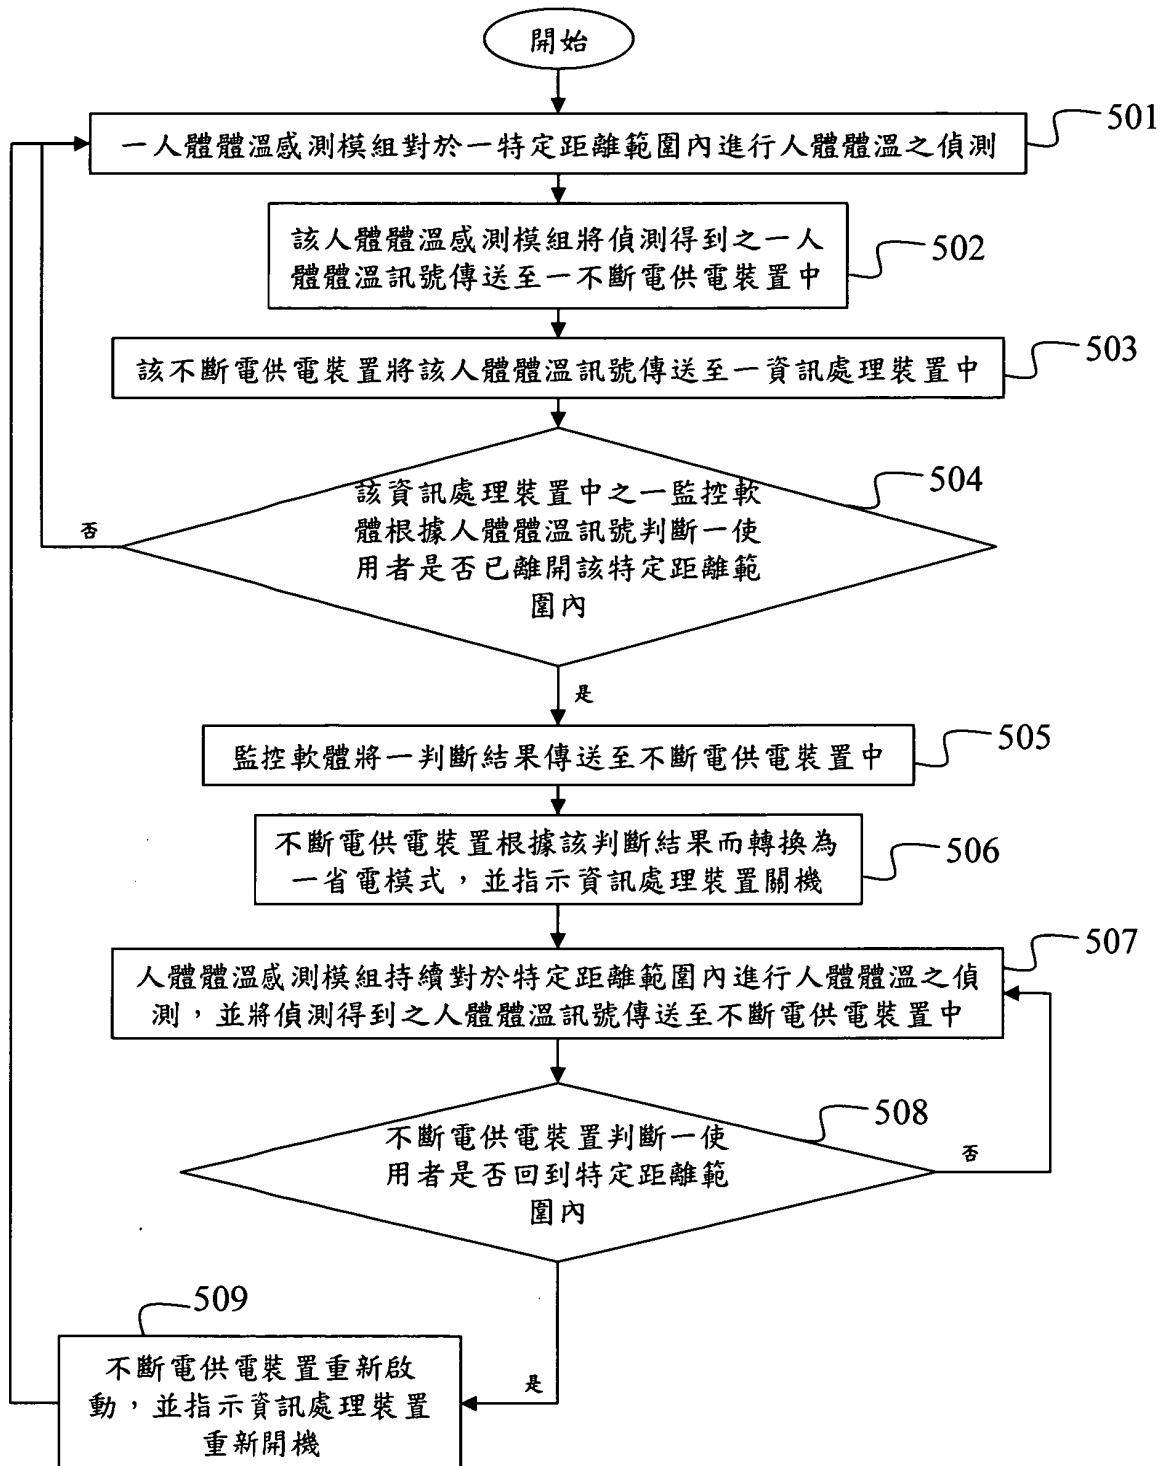 開始
501
一人體體溫感測模組對於一特定距離範圍內進行人體體溫之偵測
該人體體溫感測模組將偵測得到之一人
體體溫訊號傳送至一不斷電供電裝置中
502
該不斷電供電裝置將該人體體溫訊號傳送至一資訊處理裝置中
503
該資訊處理裝置中之一監控軟
體根據人體體溫訊號判斷一使
用者是否已離開該特定距離範
圍內
504
否
是
監控軟體將一判斷結果傳送至不斷電供電裝置中
505
不斷電供電裝置根據該判斷結果而轉換為
一省電模式，並指示資訊處理裝置關機
506
人體體溫感測模組持續對於特定距離範圍內進行人體體溫之偵
測，並將偵測得到之人體體溫訊號傳送至不斷電供電裝置中
507
不斷電供電裝置判斷一使
用者是否回到特定距離範
圍內
508
否
是
509
不斷電供電裝置重新啟
動，並指示資訊處理裝置
重新開機